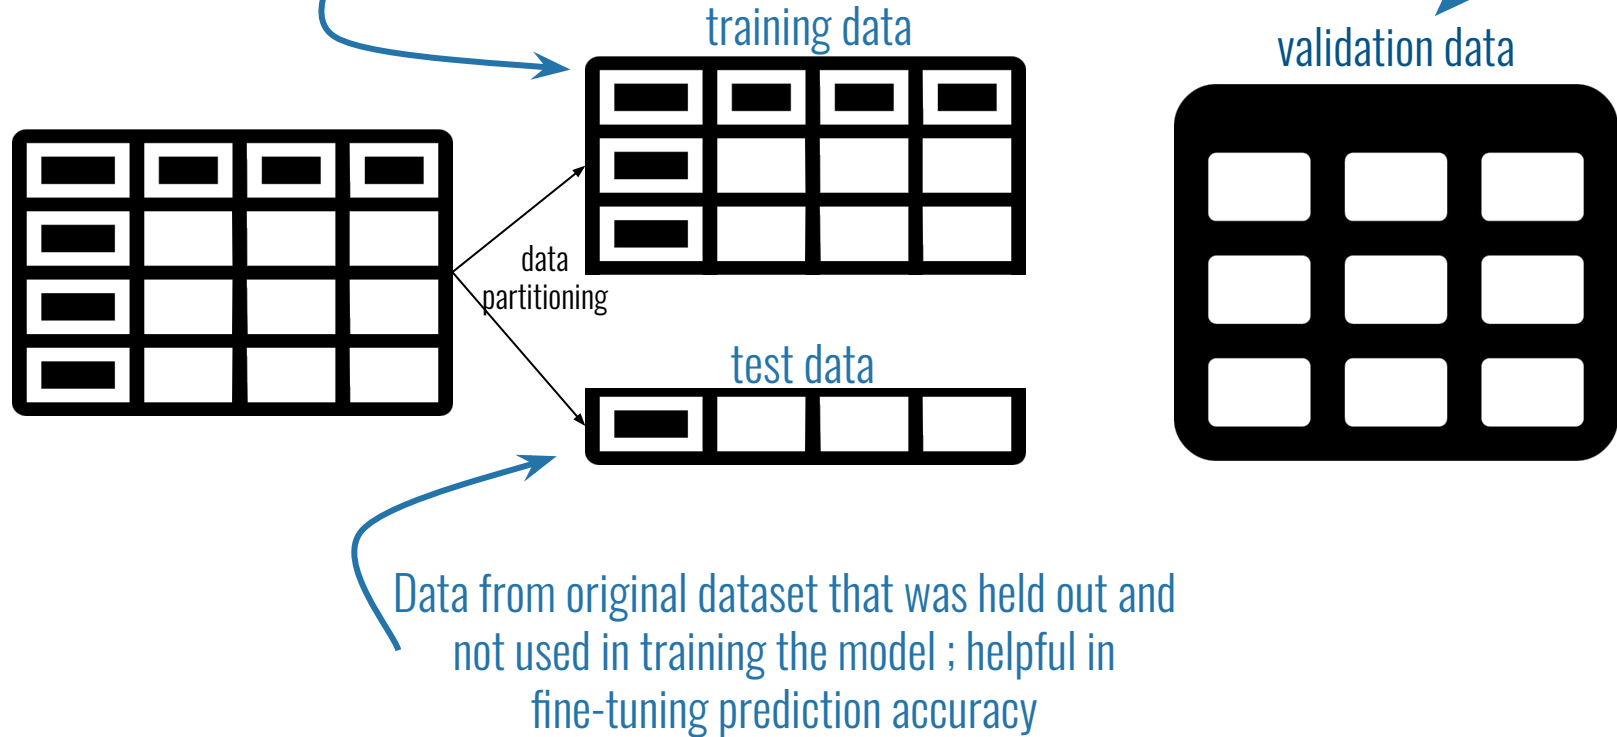 training data
validation data
data
partitioning
test data
Data from original dataset that was held out and
not used in training the model ; helpful in
fine-tuning prediction accuracy